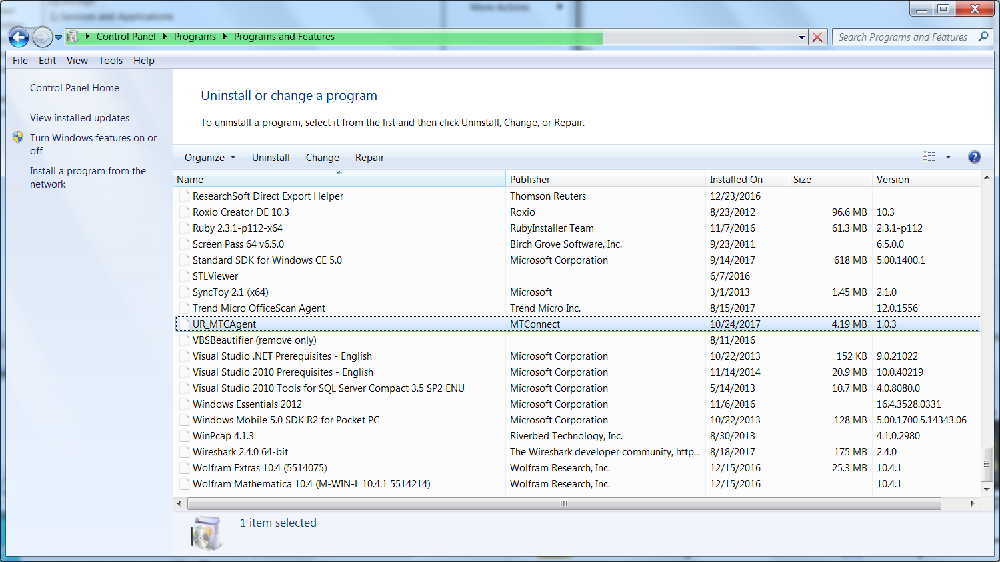 Services and Applications
More Actions
Control Panel Programs Programs and Features
Search Programs and Features
File Edit View Tools Help
Control Panel Home
View installed updates
Turn Windows features on or
off
Install a program from the
network
Uninstall or change a program
To uninstall a program, select it from the list and then click Uninstall, Change, or Repair.
Organize Uninstall Change Repair
Name Publisher Installed On Size Version
ResearchSoft Direct Export Helper Thomson Reuters 12/23/2016
Roxio Creator DE 10.3 Roxio 8/23/2012 96.6 MB 10.3
Ruby 2.3.1-p112-x64 RubyInstaller Team 11/7/2016 61.3 MB 2.3.1-p112
Screen Pass 64 v6.5.0 Birch Grove Software, Inc. 9/23/2011 6.5.0.0
Standard SDK for Windows CE 5.0 Microsoft Corporation 9/14/2017 618 MB 5.00.1400.1
STLViewer 6/7/2016
SyncToy 2.1 (x64) Microsoft 3/1/2013 1.45 MB 2.1.0
Trend Micro OfficeScan Agent Trend Micro Inc. 8/15/2017 12.0.1556
UR_MTCAgent MTConnect 10/24/2017 4.19 MB 1.0.3
VBSBeautifier (remove only) 8/11/2016
Visual Studio .NET Prerequisites - English Microsoft Corporation 10/22/2013 152 KB 9.0.21022
Visual Studio 2010 Prerequisites - English Microsoft Corporation 11/14/2014 20.9 MB 10.0.40219
Visual Studio 2010 Tools for SQL Server Compact 3.5 SP2 ENU Microsoft Corporation 5/14/2013 10.7 MB 4.0.8080.0
Windows Essentials 2012 Microsoft Corporation 11/6/2016 16.4.3528.0331
Windows Mobile 5.0 SDK R2 for Pocket PC Microsoft Corporation 10/22/2013 128 MB 5.00.1700.5.14343.06
WinPcap 4.1.3 Riverbed Technology, Inc. 8/30/2013 4.1.0.2980
Wireshark 2.4.0 64-bit The Wireshark developer community, http... 8/18/2017 175 MB 2.4.0
Wolfram Extras 10.4 (5514075) Wolfram Research, Inc. 12/15/2016 25.3 MB 10.4.1
Wolfram Mathematica 10.4 (M-WIN-L 10.4.1 5514214) Wolfram Research, Inc. 12/15/2016 10.4.1
1 item selected